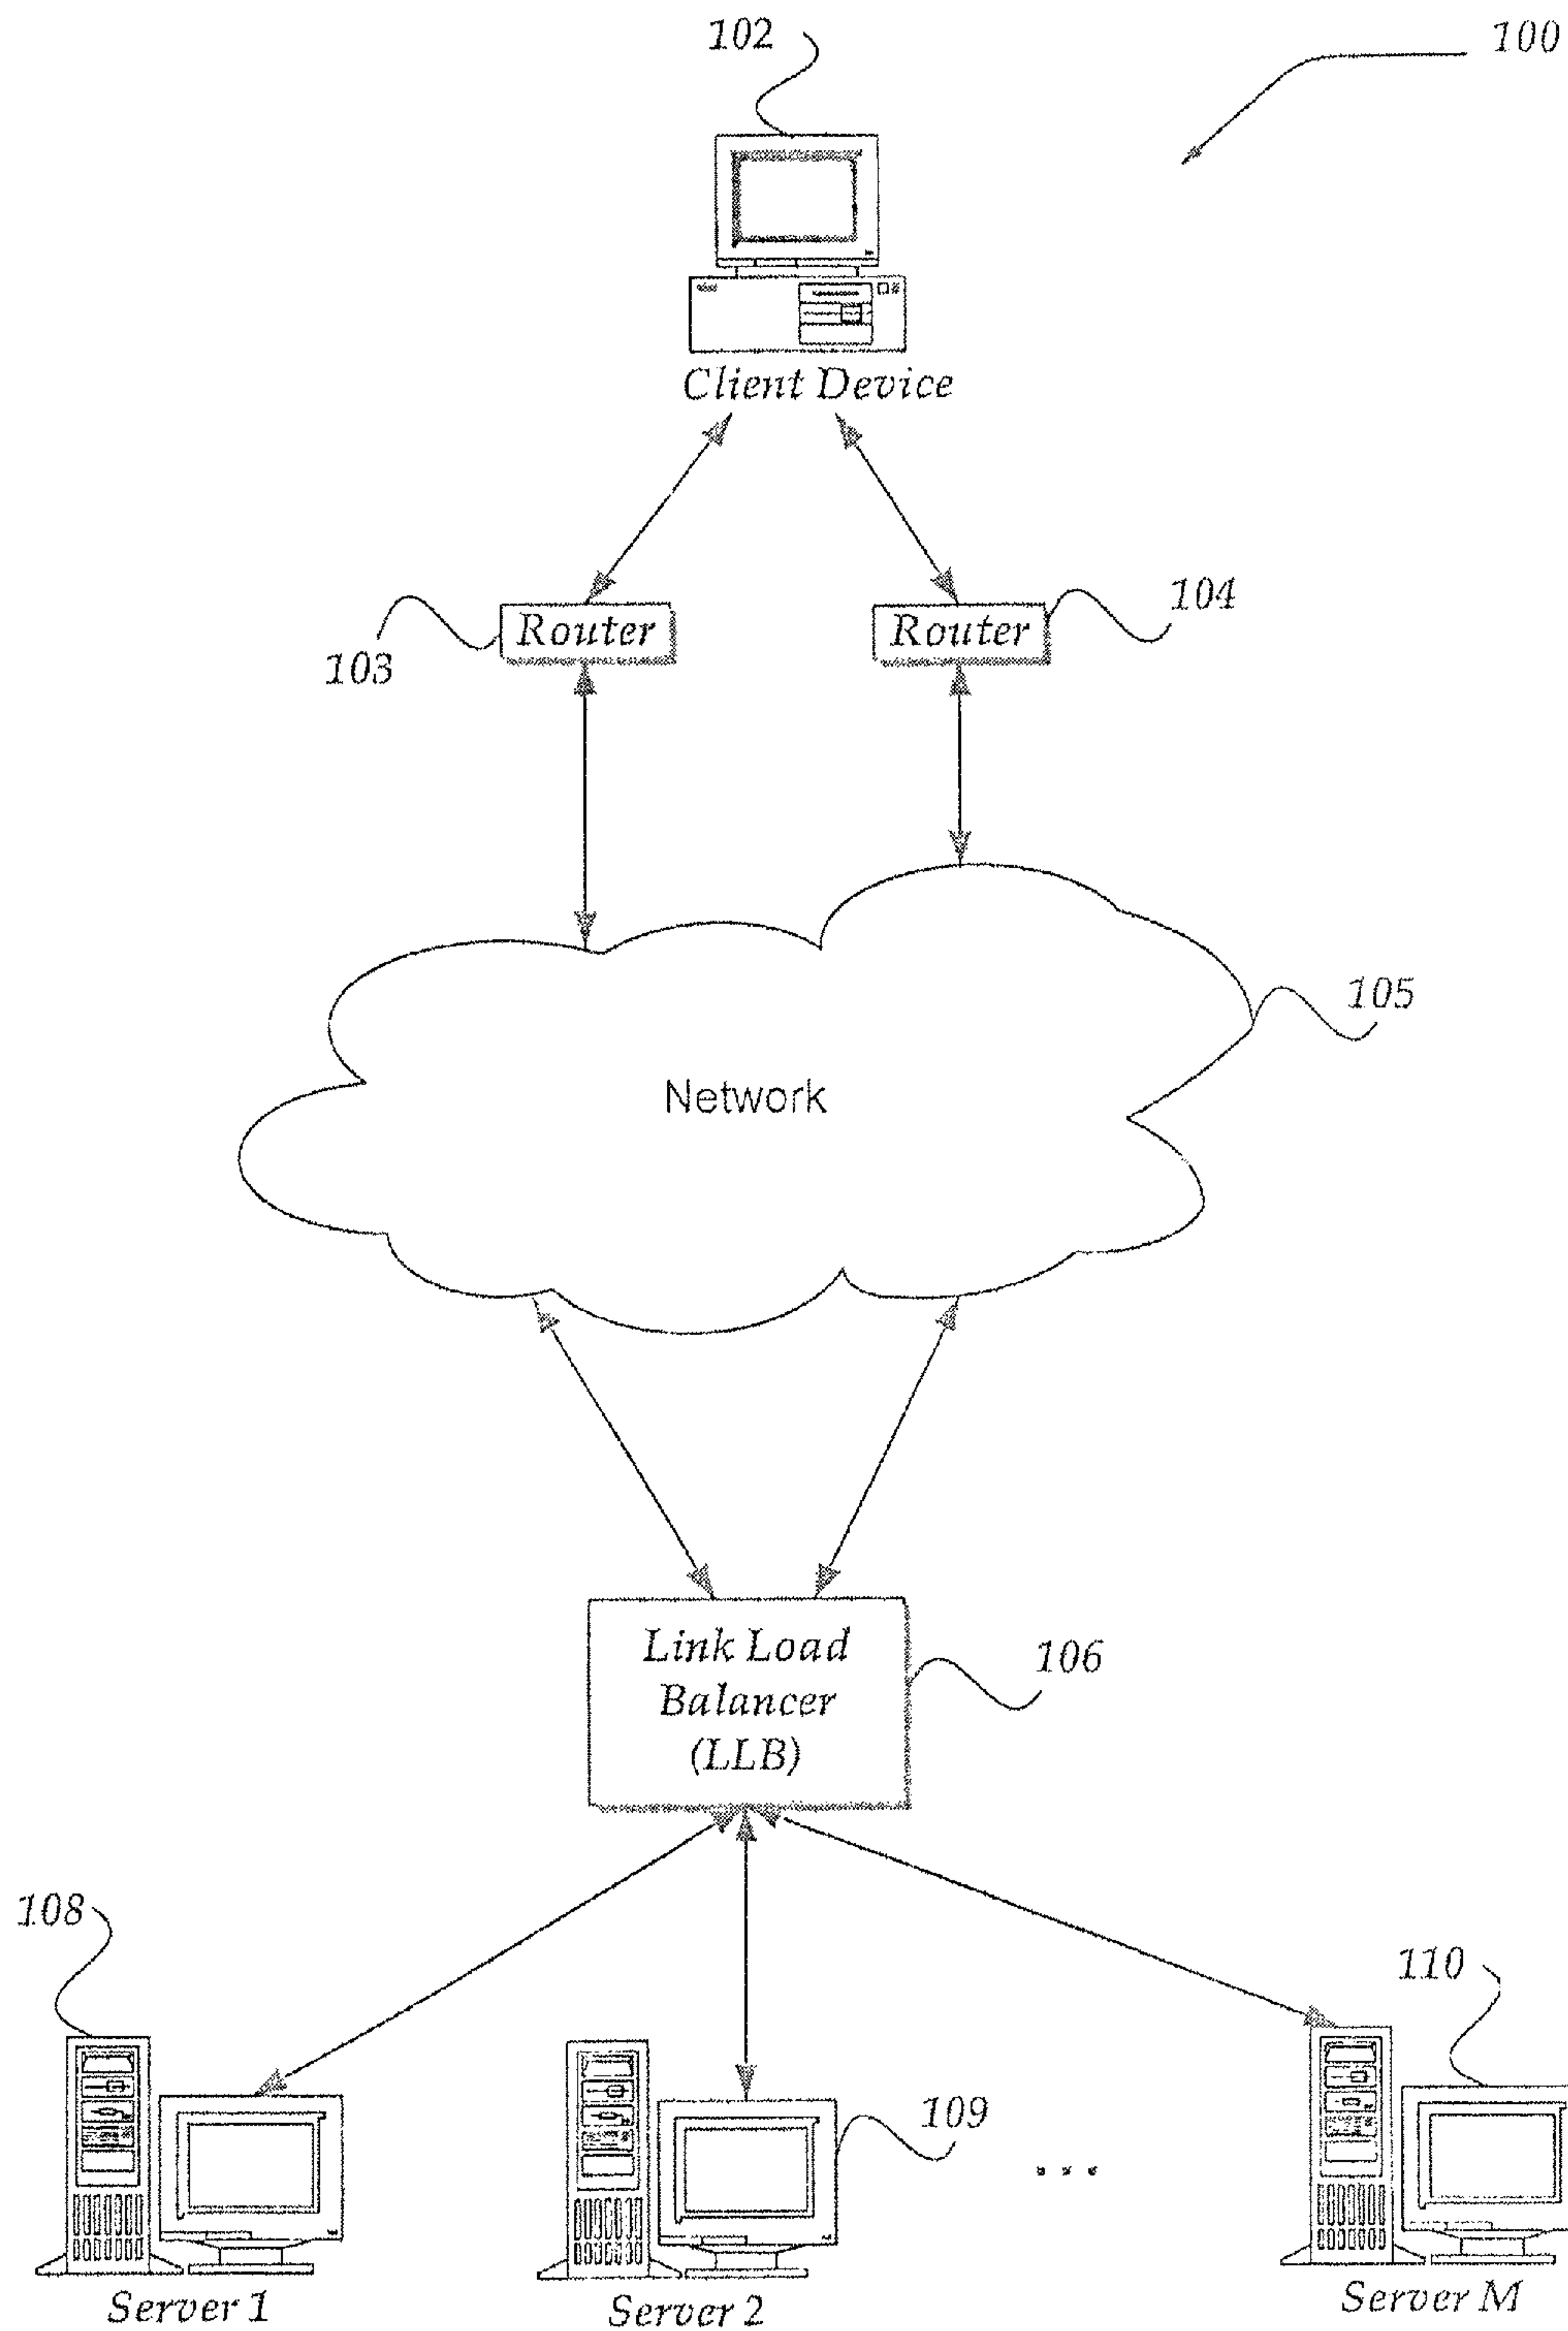 102
100
Client Device
Router
104
Router
103
105
Network
Link Load
Balancer
(LLB)
106
108
110
109
...
Server 1
Server 2
Server M